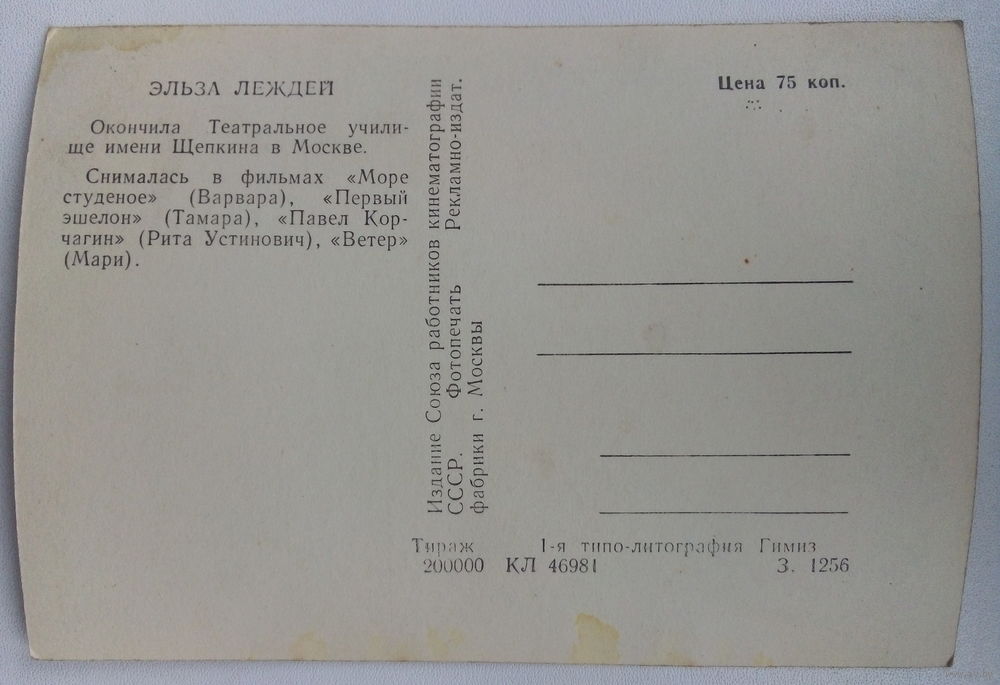 ЭЛЬЗА ЛЕЖДЕЙ
Окончила Театральное учили-
ще имени Щепкина в Москве.
Снималась в фильмах «Море
студеное» (Варвара), «Первый
эшелон» (Тамара), «Павел Кор-
чагин» (Рита Устинович), «Ветер»
(Мари).
Издание Союза работников кинематографии
СССР. Фотопечать Рекламно-издат.
фабрики г. Москвы
Цена 75 коп.
Тираж 1-я типо-литография Гимиз
200000 КЛ 46981 З. 1256